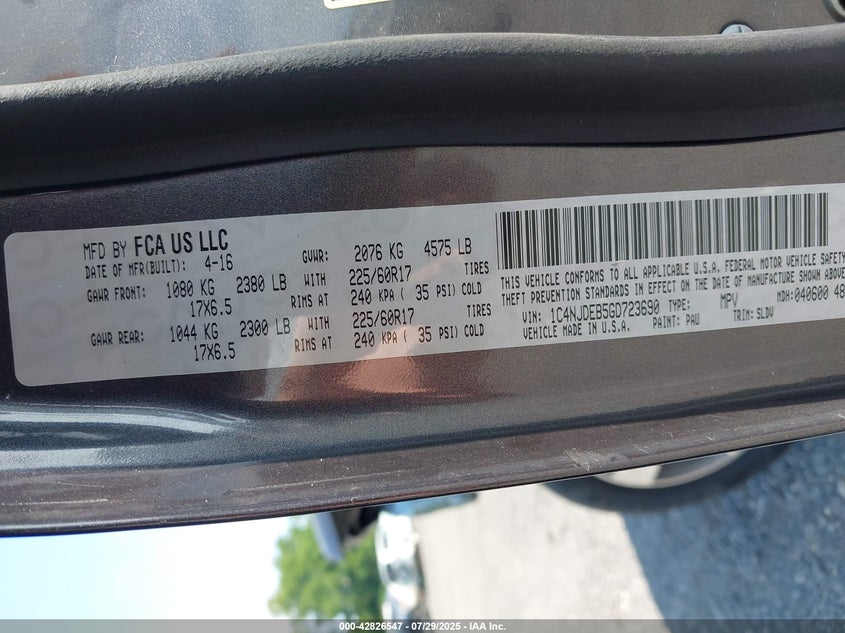 MFD BY FCA US LLC
DATE OF MFR(BUILT): 4-16 GVWR: 2076 KG 4575 LB
GAWR FRONT: 1080 KG 2380 LB WITH 225/60R17 TIRES
17X6.5 RIMS AT 240 KPA ( 35 PSI) COLD
GAWR REAR: 1044 KG 2300 LB WITH 225/60R17 TIRES
17X6.5 RIMS AT 240 KPA ( 35 PSI) COLD
THIS VEHICLE CONFORMS TO ALL APPLICABLE U.S.A. FEDERAL MOTOR VEHICLE SAFETY
THEFT PREVENTION STANDARDS IN EFFECT ON THE DATE OF MANUFACTURE SHOWN ABOVE
VIN: 1C4NJDEB5GD723690 TYPE: MPV MDH: 040600 48
VEHICLE MADE IN U.S.A. PAINT: PAU TRIM: SLDV
000-42826547 - 07/29/2025 - IAA Inc.